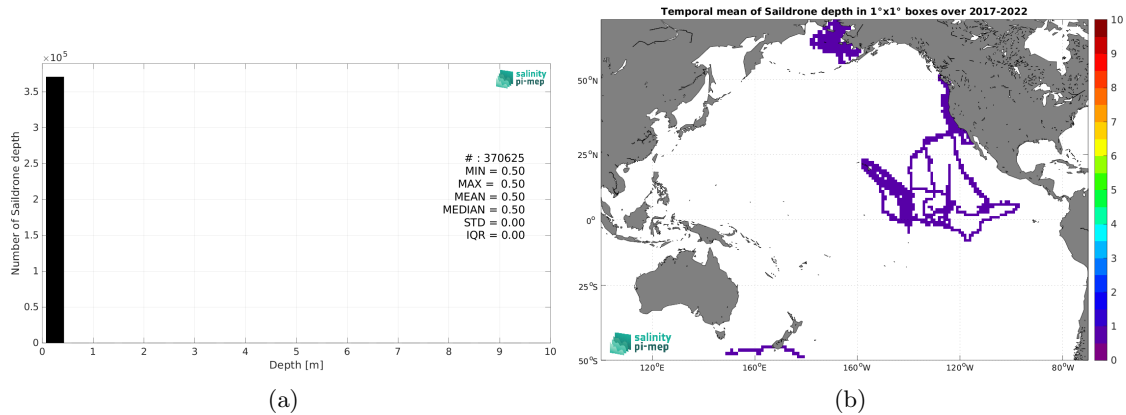 ×10^5
3.5
3
2.5
2
1.5
1
0.5
0
Number of Saildrone depth
salinity
pi-mep
# : 370625
MIN = 0.50
MAX = 0.50
MEAN = 0.50
MEDIAN = 0.50
STD = 0.00
IQR = 0.00
0 1 2 3 4 5 6 7 8 9 10
Depth [m]
(a)
Temporal mean of Saildrone depth in 1°x1° boxes over 2017-2022
50°N
25°N
0°
25°S
50°S
salinity
pi-mep
120°E 160°E 160°W 120°W 80°W
10
9
8
7
6
5
4
3
2
1
0
(b)